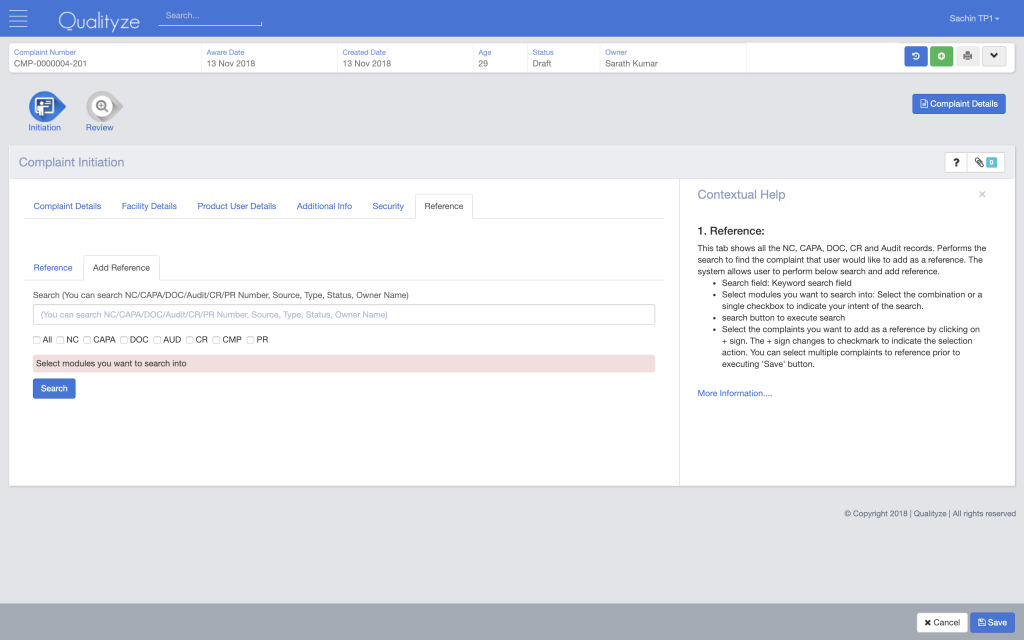 Qualityze
Search...
Sachin TP1
Complaint Number
CMP-0000004-201
Aware Date
13 Nov 2018
Created Date
13 Nov 2018
Age
29
Status
Draft
Owner
Sarath Kumar
Initiation
Review
Complaint Details
Complaint Initiation
?
0
Complaint Details
Facility Details
Product User Details
Additional Info
Security
Reference
Reference
Add Reference
Search (You can search NC/CAPA/DOC/Audit/CR/PR Number, Source, Type, Status, Owner Name)
(You can search NC/CAPA/DOC/Audit/CR/PR Number, Source, Type, Status, Owner Name)
All NC CAPA DOC AUD CR CMP PR
Select modules you want to search into
Search
Contextual Help
×
1. Reference:
This tab shows all the NC, CAPA, DOC, CR and Audit records. Performs the
search to find the complaint that user would like to add as a reference. The
system allows user to perform below search and add reference.
• Search field: Keyword search field
• Select modules you want to search into: Select the combination or a
single checkbox to indicate your intent of the search.
• search button to execute search
• Select the complaints you want to add as a reference by clicking on
+ sign. The + sign changes to checkmark to indicate the selection
action. You can select multiple complaints to reference prior to
executing 'Save' button.
More Information....
© Copyright 2018 | Qualityze | All rights reserved
Cancel
Save